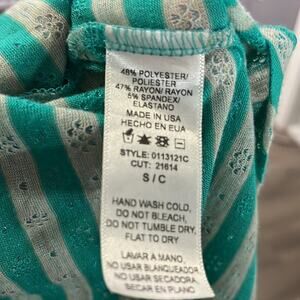 48% POLYESTER/
POLIESTER
47% RAYON/ RAYON
5% SPANDEX/
ELASTANO
MADE IN USA
HECHO EN EUA
STYLE: 0113121C
CUT: 21614
S / C
HAND WASH COLD,
DO NOT BLEACH,
DO NOT TUMBLE DRY,
FLAT TO DRY
LAVAR A MANO,
NO USAR BLANQUEADOR
NO USAR SECADORA
SECAR EN PLANO